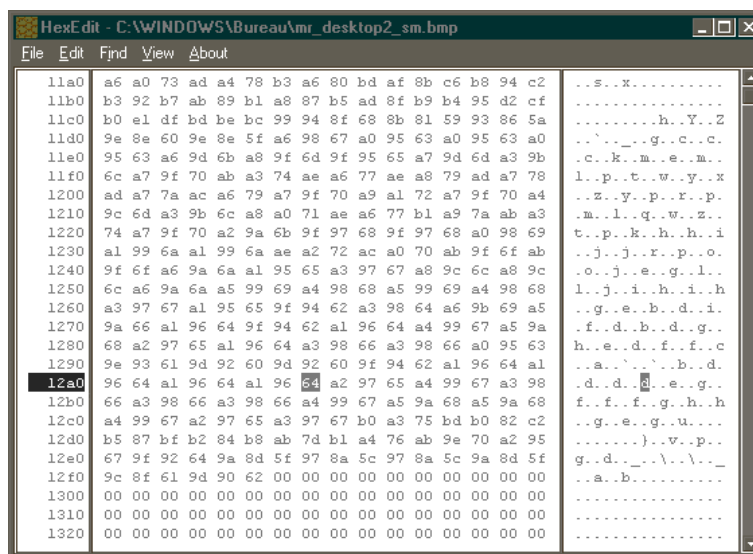 HexEdit - C:\WINDOWS\Bureau\mr_desktop2_sm.bmp
File Edit Find View About
11a0 a6 a0 73 ad a4 78 b3 a6 80 bd af 8b c6 b8 94 c2 ..s..x..........
11b0 b3 92 b7 ab 89 b1 a8 87 b5 ad 8f b9 b4 95 d2 cf ................
11c0 b0 e1 df bd be bc 99 94 8f 68 8b 81 59 93 86 5a .........h..Y..Z
11d0 9e 8e 60 9e 8e 5f a6 98 67 a0 95 63 a0 95 63 a0 ..`.._..g..c..c.
11e0 95 63 a6 9d 6b a8 9f 6d 9f 95 65 a7 9d 6d a3 9b .c..k..m..e..m..
11f0 6c a7 9f 70 ab a3 74 ae a6 77 ae a8 79 ad a7 78 l..p..t..w..y..x
1200 ad a7 7a ac a6 79 a7 9f 70 a9 a1 72 a7 9f 70 a4 ..z..y..p..r..p.
1210 9c 6d a3 9b 6c a8 a0 71 ae a6 77 b1 a9 7a ab a3 .m..l..q..w..z..
1220 74 a7 9f 70 a2 9a 6b 9f 97 68 9f 97 68 a0 98 69 t..p..k..h..h..i
1230 a1 99 6a a1 99 6a ae a2 72 ac a0 70 ab 9f 6f ab ..j..j..r..p..o.
1240 9f 6f a6 9a 6a a1 95 65 a3 97 67 a8 9c 6c a8 9c .o..j..e..g..l..
1250 6c a6 9a 6a a5 99 69 a4 98 68 a5 99 69 a4 98 68 l..j..i..h..i..h
1260 a3 97 67 a1 95 65 9f 94 62 a3 98 64 a6 9b 69 a5 ..g..e..b..d..i.
1270 9a 66 a1 96 64 9f 94 62 a1 96 64 a4 99 67 a5 9a .f..d..b..d..g..
1280 68 a2 97 65 a1 96 64 a3 98 66 a3 98 66 a0 95 63 h..e..d..f..f..c
1290 9e 93 61 9d 92 60 9d 92 60 9f 94 62 a1 96 64 a1 ..a..`..`..b..d.
12a0 96 64 a1 96 64 a1 96 64 a2 97 65 a4 99 67 a3 98 .d..d..d..e..g..
12b0 66 a3 98 66 a3 98 66 a4 99 67 a5 9a 68 a5 9a 68 f..f..f..g..h..h
12c0 a4 99 67 a2 97 65 a3 97 67 b0 a3 75 bd b0 82 c2 ..g..e..g..u....
12d0 b5 87 bf b2 84 b8 ab 7d b1 a4 76 ab 9e 70 a2 95 .......}..v..p..
12e0 67 9f 92 64 9a 8d 5f 97 8a 5c 97 8a 5c 9a 8d 5f g..d.._..\..\.._
12f0 9c 8f 61 9d 90 62 00 00 00 00 00 00 00 00 00 00 ..a..b..........
1300 00 00 00 00 00 00 00 00 00 00 00 00 00 00 00 00 ................
1310 00 00 00 00 00 00 00 00 00 00 00 00 00 00 00 00 ................
1320 00 00 00 00 00 00 00 00 00 00 00 00 00 00 00 00 ................